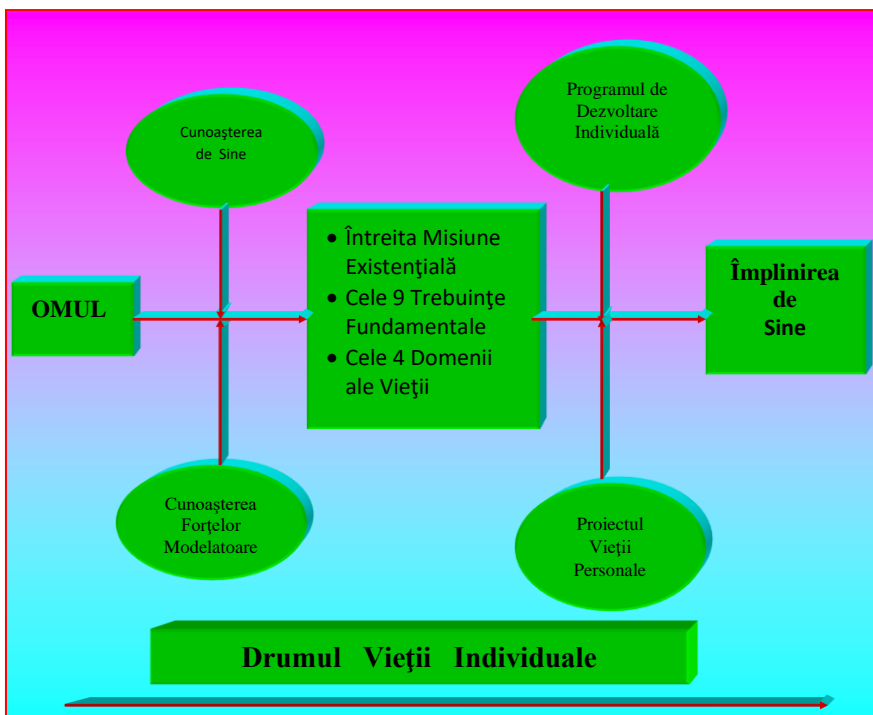 Cunoaşterea
de Sine
Programul de
Dezvoltare
Individuală
OMUL
• Întreita Misiune
Existenţială
• Cele 9 Trebuinţe
Fundamentale
• Cele 4 Domenii
ale Vieţii
Împlinirea
de
Sine
Cunoaşterea
Forţelor
Modelatoare
Proiectul
Vieţii
Personale
Drumul Vieţii Individuale